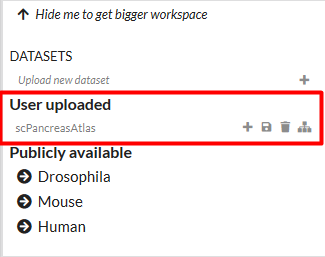 Hide me to get bigger workspace
DATASETS
Upload new dataset
User uploaded
scPancreasAtlas
Publicly available
Drosophila
Mouse
Human